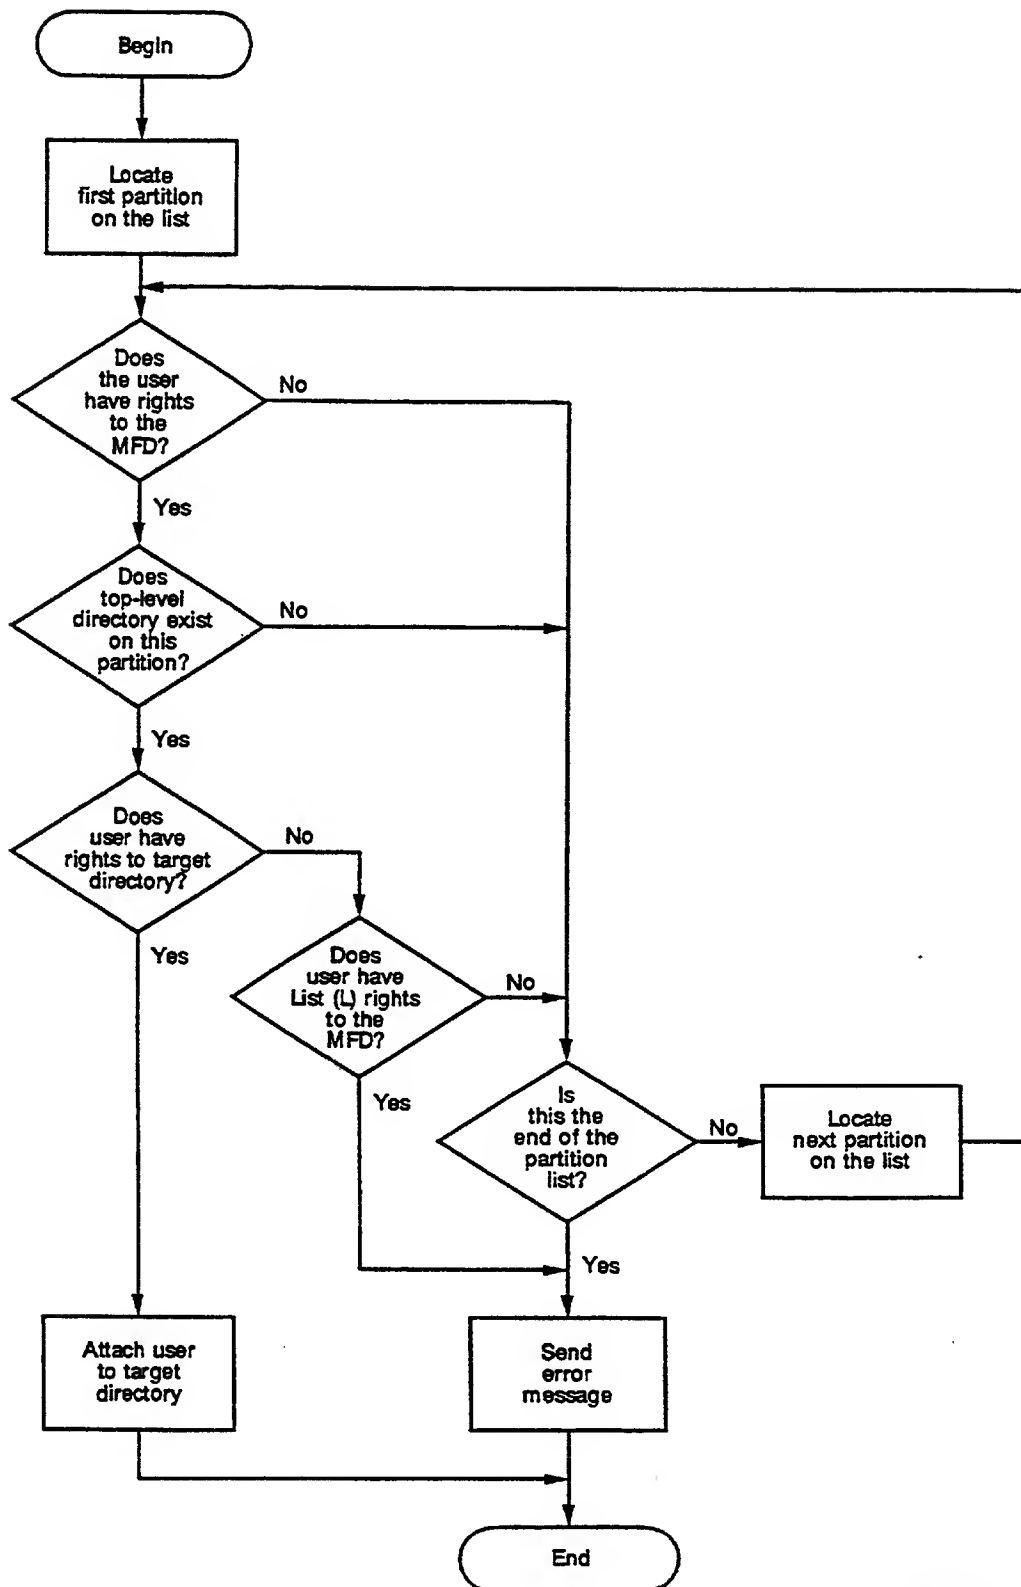 Begin
Locate
first partition
on the list
Does
the user
have rights
to the
MFD?
No
Yes
Does
top-level
directory exist
on this
partition?
No
Yes
Does
user have
rights to target
directory?
No
Yes
Does
user have
List (L) rights
to the
MFD?
No
Yes
Is
this the
end of the
partition
list?
No
Locate
next partition
on the list
Yes
Attach user
to target
directory
Send
error
message
End